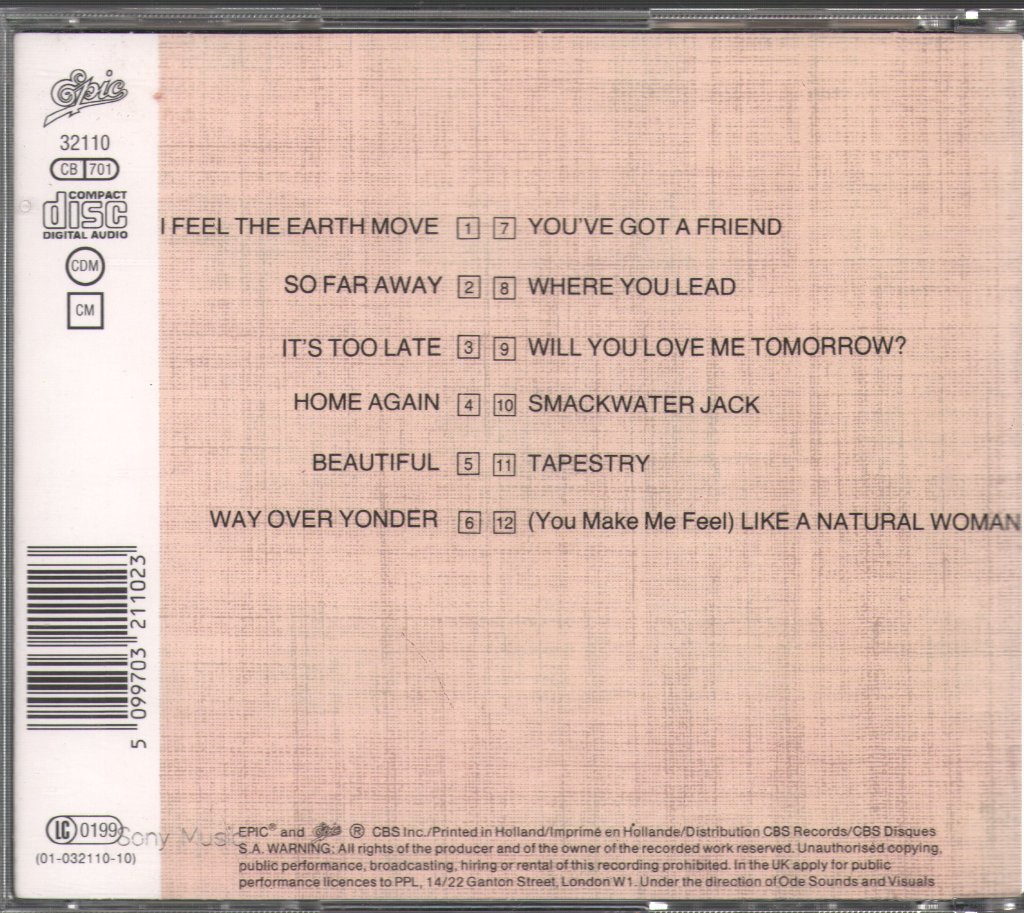 Epic
32110
CB 701
COMPACT
disc
DIGITAL AUDIO
CDM
CM
I FEEL THE EARTH MOVE 1
SO FAR AWAY 2
IT'S TOO LATE 3
HOME AGAIN 4
BEAUTIFUL 5
WAY OVER YONDER 6
7 YOU'VE GOT A FRIEND
8 WHERE YOU LEAD
9 WILL YOU LOVE ME TOMORROW?
10 SMACKWATER JACK
11 TAPESTRY
12 (You Make Me Feel) LIKE A NATURAL WOMAN
5 099703 211023
LC 0199
(01-032110-10)
Sony Music
EPIC® and Epic ® CBS Inc./Printed in Holland/Imprimé en Hollande/Distribution CBS Records/CBS Disques
S.A. WARNING: All rights of the producer and of the owner of the recorded work reserved. Unauthorised copying,
public performance, broadcasting, hiring or rental of this recording prohibited. In the UK apply for public
performance licences to PPL, 14/22 Ganton Street, London W1. Under the direction of Ode Sounds and Visuals